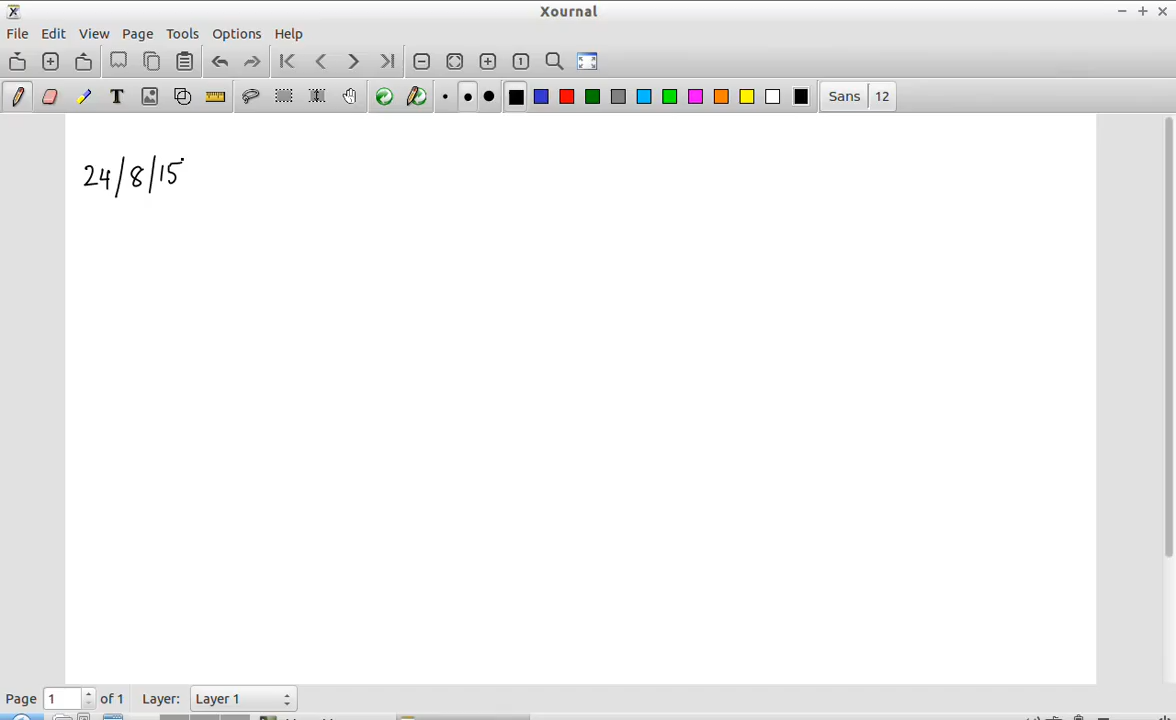 Xournal
File Edit View Page Tools Options Help
Sans 12
24/8/15
Page 1 of 1 Layer: Layer 1